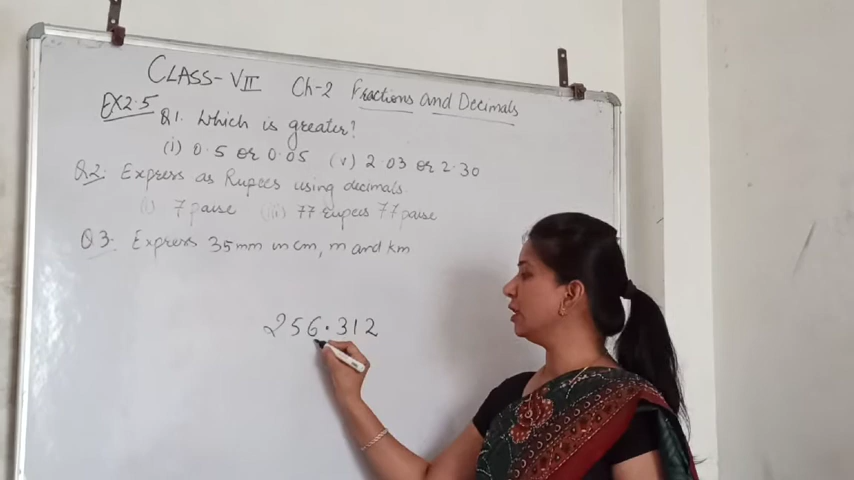 CLASS-VII Ch-2 Fractions and Decimals
EX2.5
Q1. Which is greater?
(i) 0.5 or 0.05 (v) 2.03 or 2.30
Q2. Express as Rupees using decimals.
(i) 7 paise (iii) 77 rupees 77 paise
Q3. Express 35mm in cm, m and km
256.312